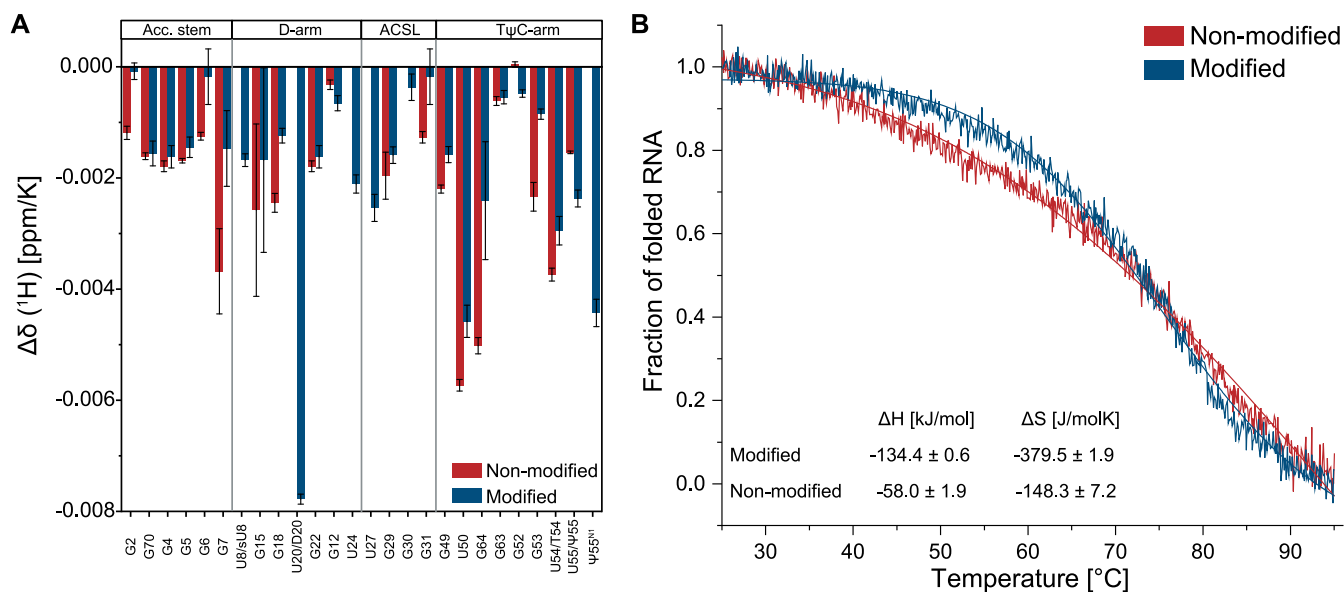 A
Acc. stem D-arm ACSL TψC-arm
0.000
-0.002
-0.004
-0.006
-0.008
Δδ (¹H) [ppm/K]
Non-modified
Modified
G2 G70 G4 G5 G6 G7 U8/sU8 G15 G18 U20/D20 G22 G12 U24 U27 G29 G30 G31 G49 U50 G64 G63 G52 G53 U54/T54 U55/Ψ55 Ψ55ᴺ¹
B
Non-modified
Modified
1.0
0.8
0.6
0.4
0.2
0.0
Fraction of folded RNA
ΔH [kJ/mol] ΔS [J/molK]
Modified -134.4 ± 0.6 -379.5 ± 1.9
Non-modified -58.0 ± 1.9 -148.3 ± 7.2
30 40 50 60 70 80 90
Temperature [°C]